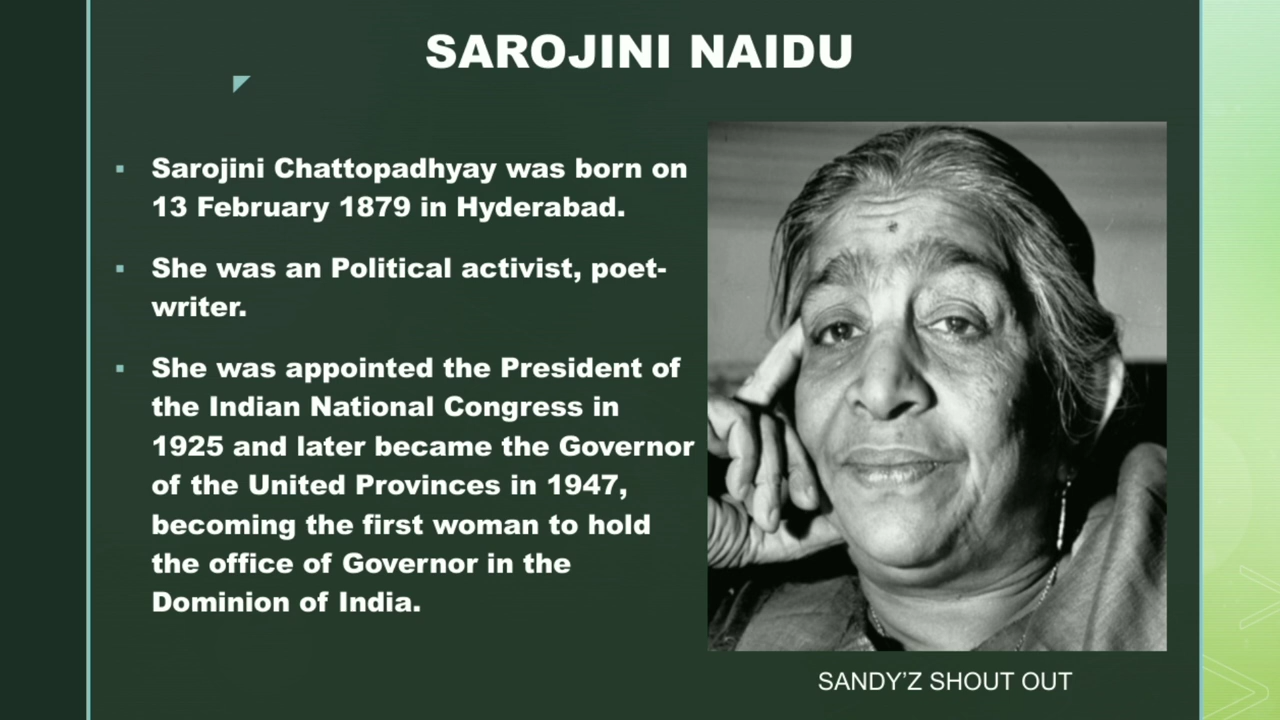 SAROJINI NAIDU
Sarojini Chattopadhyay was born on
13 February 1879 in Hyderabad.
She was an Political activist, poet-
writer.
She was appointed the President of
the Indian National Congress in
1925 and later became the Governor
of the United Provinces in 1947,
becoming the first woman to hold
the office of Governor in the
Dominion of India.
SANDY’Z SHOUT OUT